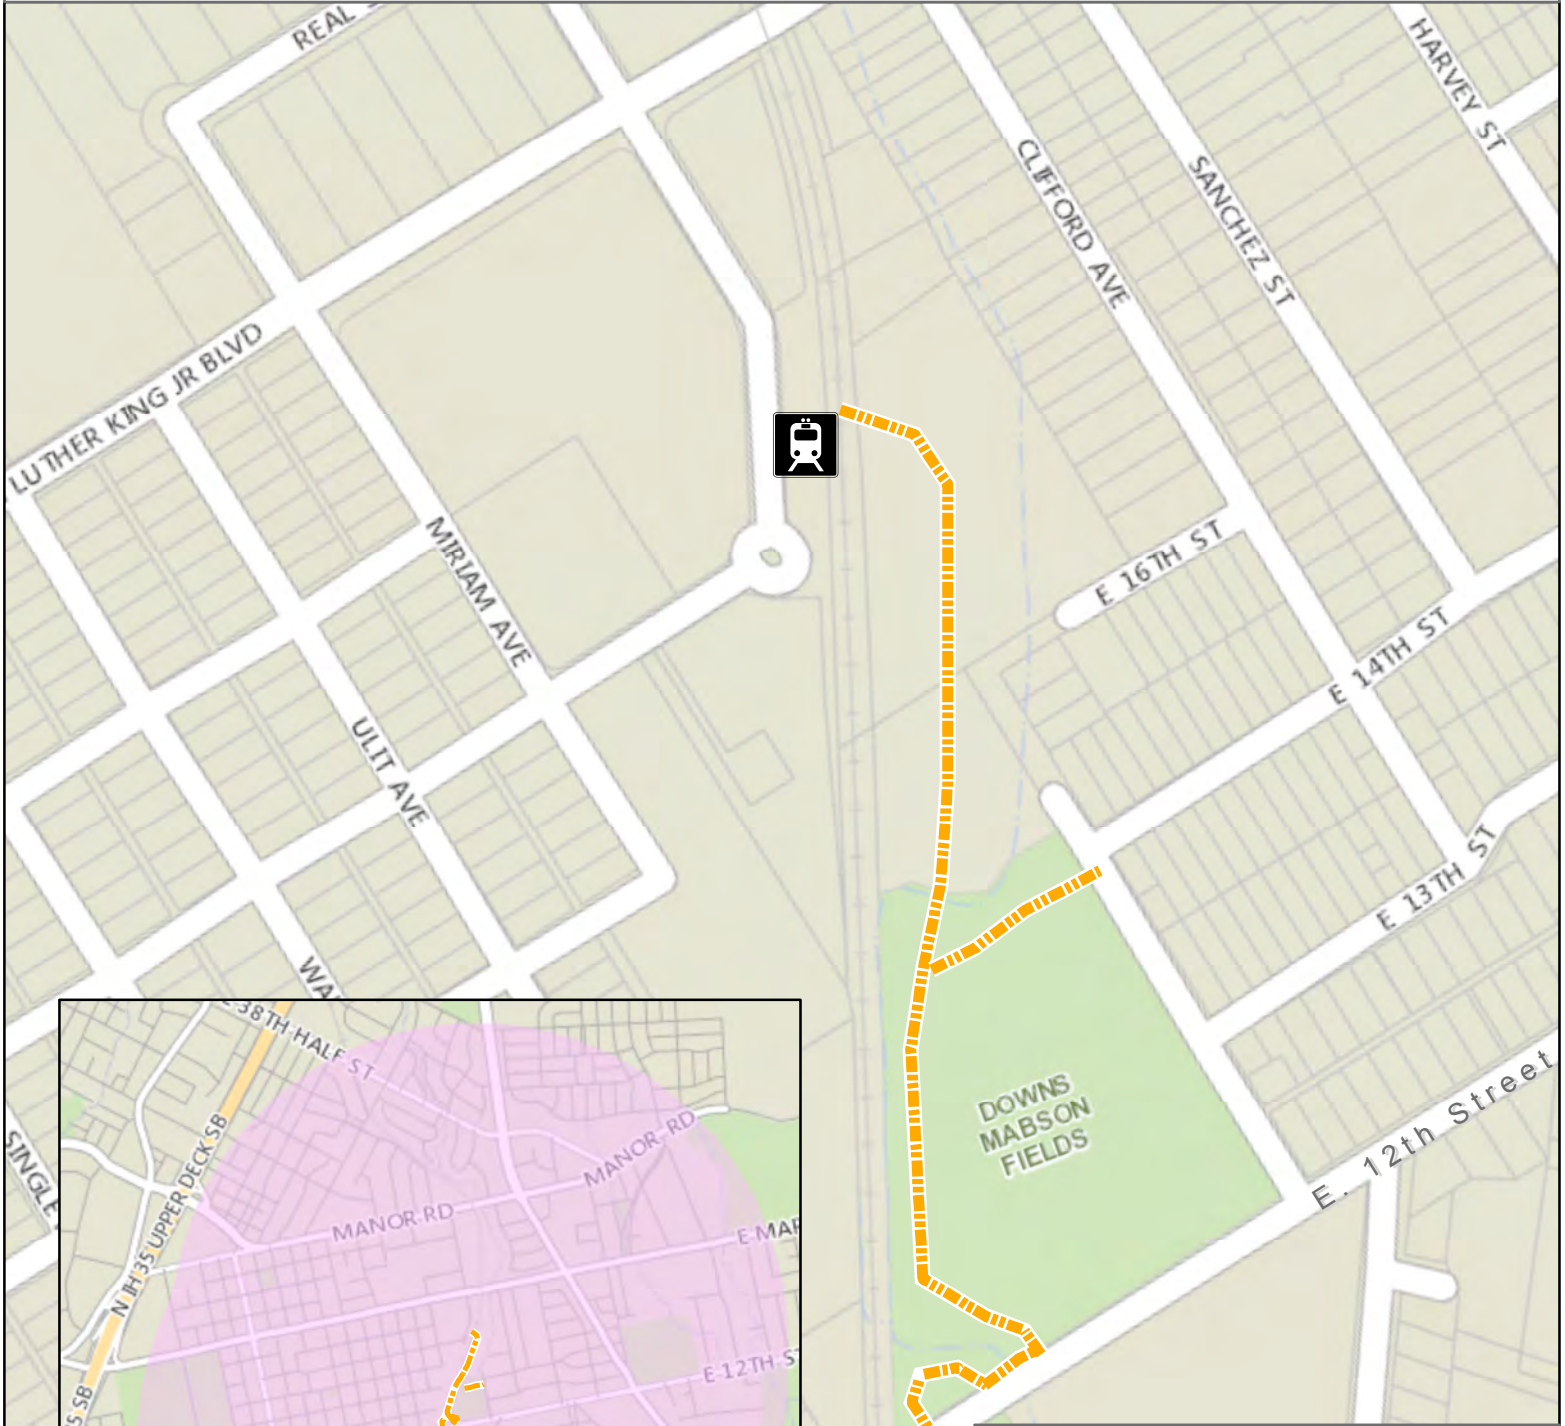 REAL
HARVEY ST
CLIFFORD AVE
SANCHEZ ST
LUTHER KING JR BLVD
MIRIAM AVE
E 16TH ST
E 14TH ST
ULIT AVE
E 13TH ST
E 38TH HALF ST
DOWNS
MABSON
FIELDS
E. 12th Street
MANOR RD
MANOR RD
N IH 35 UPPER DECK SB
E 12TH ST